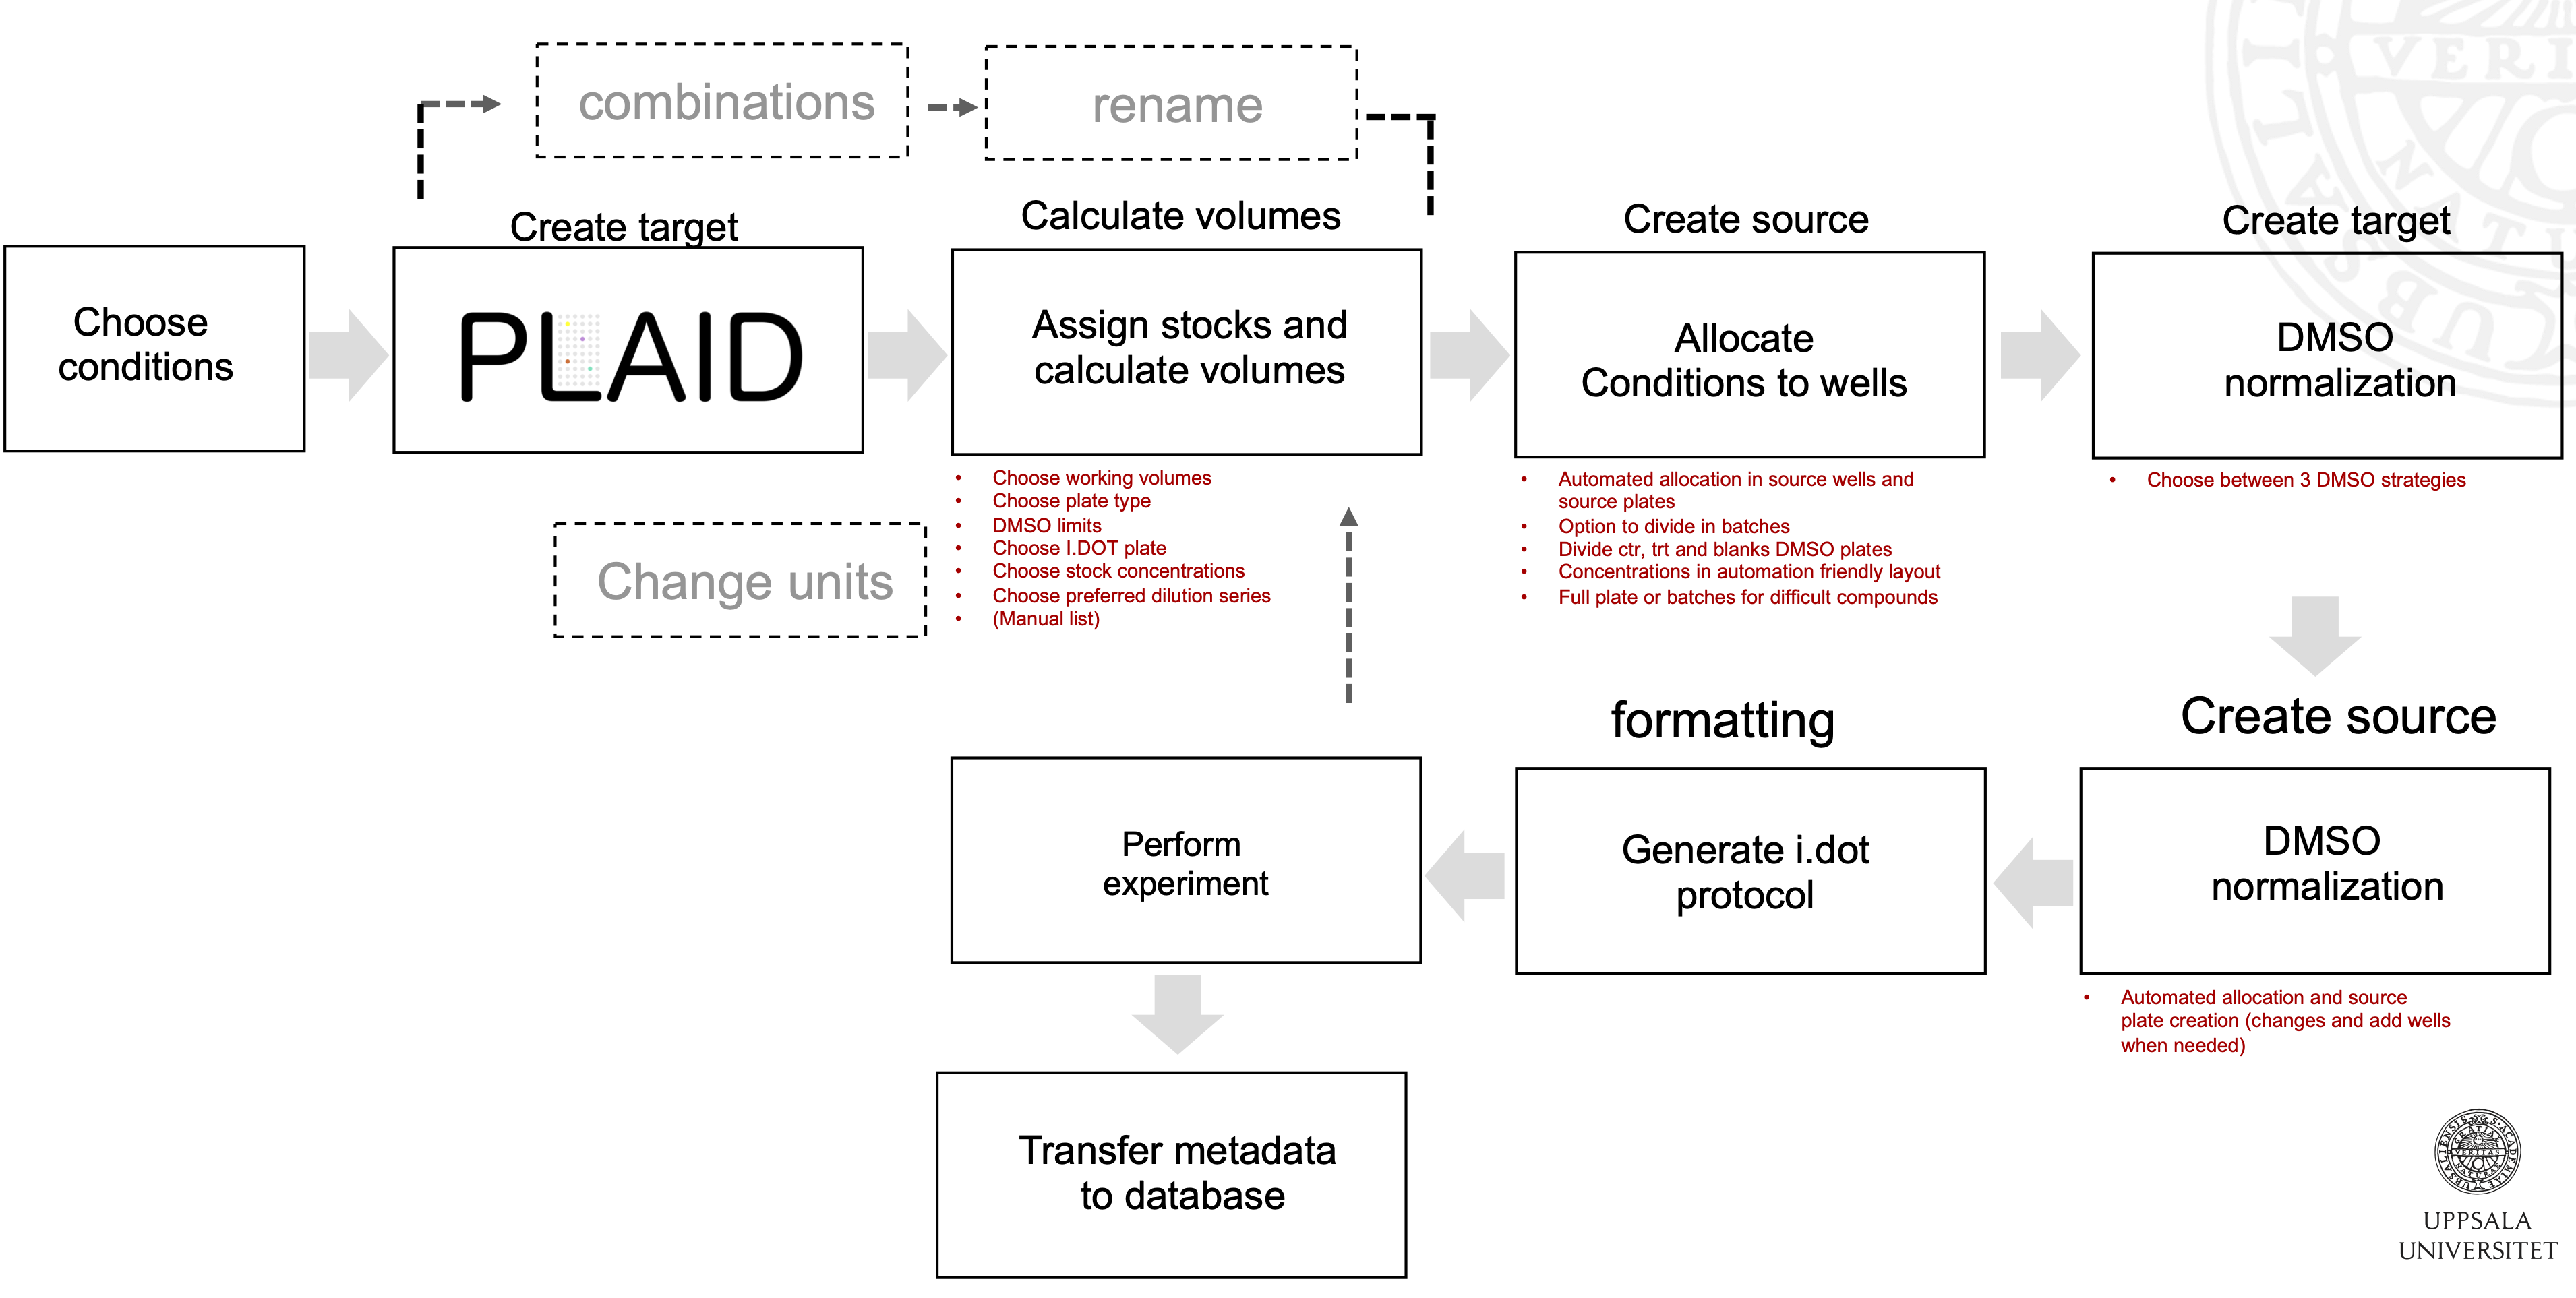 combinations
rename
Create target
Calculate volumes
Create source
Create target
Choose
conditions
PLAID
Assign stocks and
calculate volumes
Allocate
Conditions to wells
DMSO
normalization
• Choose working volumes
• Choose plate type
• DMSO limits
• Choose I.DOT plate
• Choose stock concentrations
• Choose preferred dilution series
• (Manual list)
• Automated allocation in source wells and
source plates
• Option to divide in batches
• Divide ctr, trt and blanks DMSO plates
• Concentrations in automation friendly layout
• Full plate or batches for difficult compounds
• Choose between 3 DMSO strategies
Change units
formatting
Create source
Perform
experiment
Generate i.dot
protocol
DMSO
normalization
• Automated allocation and source
plate creation (changes and add wells
when needed)
Transfer metadata
to database
UPPSALA
UNIVERSITET